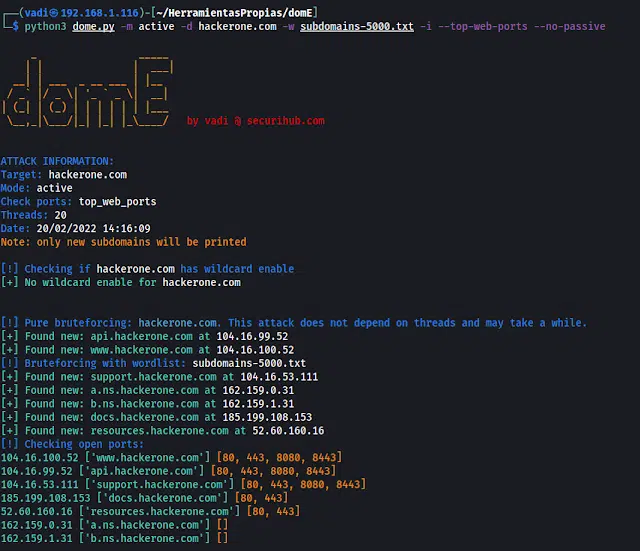 (vadi㉿192.168.1.116)-[~/HerramientasPropias/domE]
$ python3 dome.py -m active -d hackerone.com -w subdomains-5000.txt -i --top-web-ports --no-passive
domE
by vadi @ securihub.com
ATTACK INFORMATION:
Target: hackerone.com
Mode: active
Check ports: top_web_ports
Threads: 20
Date: 20/02/2022 14:16:09
Note: only new subdomains will be printed
[!] Checking if hackerone.com has wildcard enable
[+] No wildcard enable for hackerone.com
[!] Pure bruteforcing: hackerone.com. This attack does not depend on threads and may take a while.
[+] Found new: api.hackerone.com at 104.16.99.52
[+] Found new: www.hackerone.com at 104.16.100.52
[!] Bruteforcing with wordlist: subdomains-5000.txt
[+] Found new: support.hackerone.com at 104.16.53.111
[+] Found new: a.ns.hackerone.com at 162.159.0.31
[+] Found new: b.ns.hackerone.com at 162.159.1.31
[+] Found new: docs.hackerone.com at 185.199.108.153
[+] Found new: resources.hackerone.com at 52.60.160.16
[!] Checking open ports:
104.16.100.52 ['www.hackerone.com'] [80, 443, 8080, 8443]
104.16.99.52 ['api.hackerone.com'] [80, 443, 8080, 8443]
104.16.53.111 ['support.hackerone.com'] [80, 443, 8080, 8443]
185.199.108.153 ['docs.hackerone.com'] [80, 443]
52.60.160.16 ['resources.hackerone.com'] [80, 443]
162.159.0.31 ['a.ns.hackerone.com'] []
162.159.1.31 ['b.ns.hackerone.com'] []